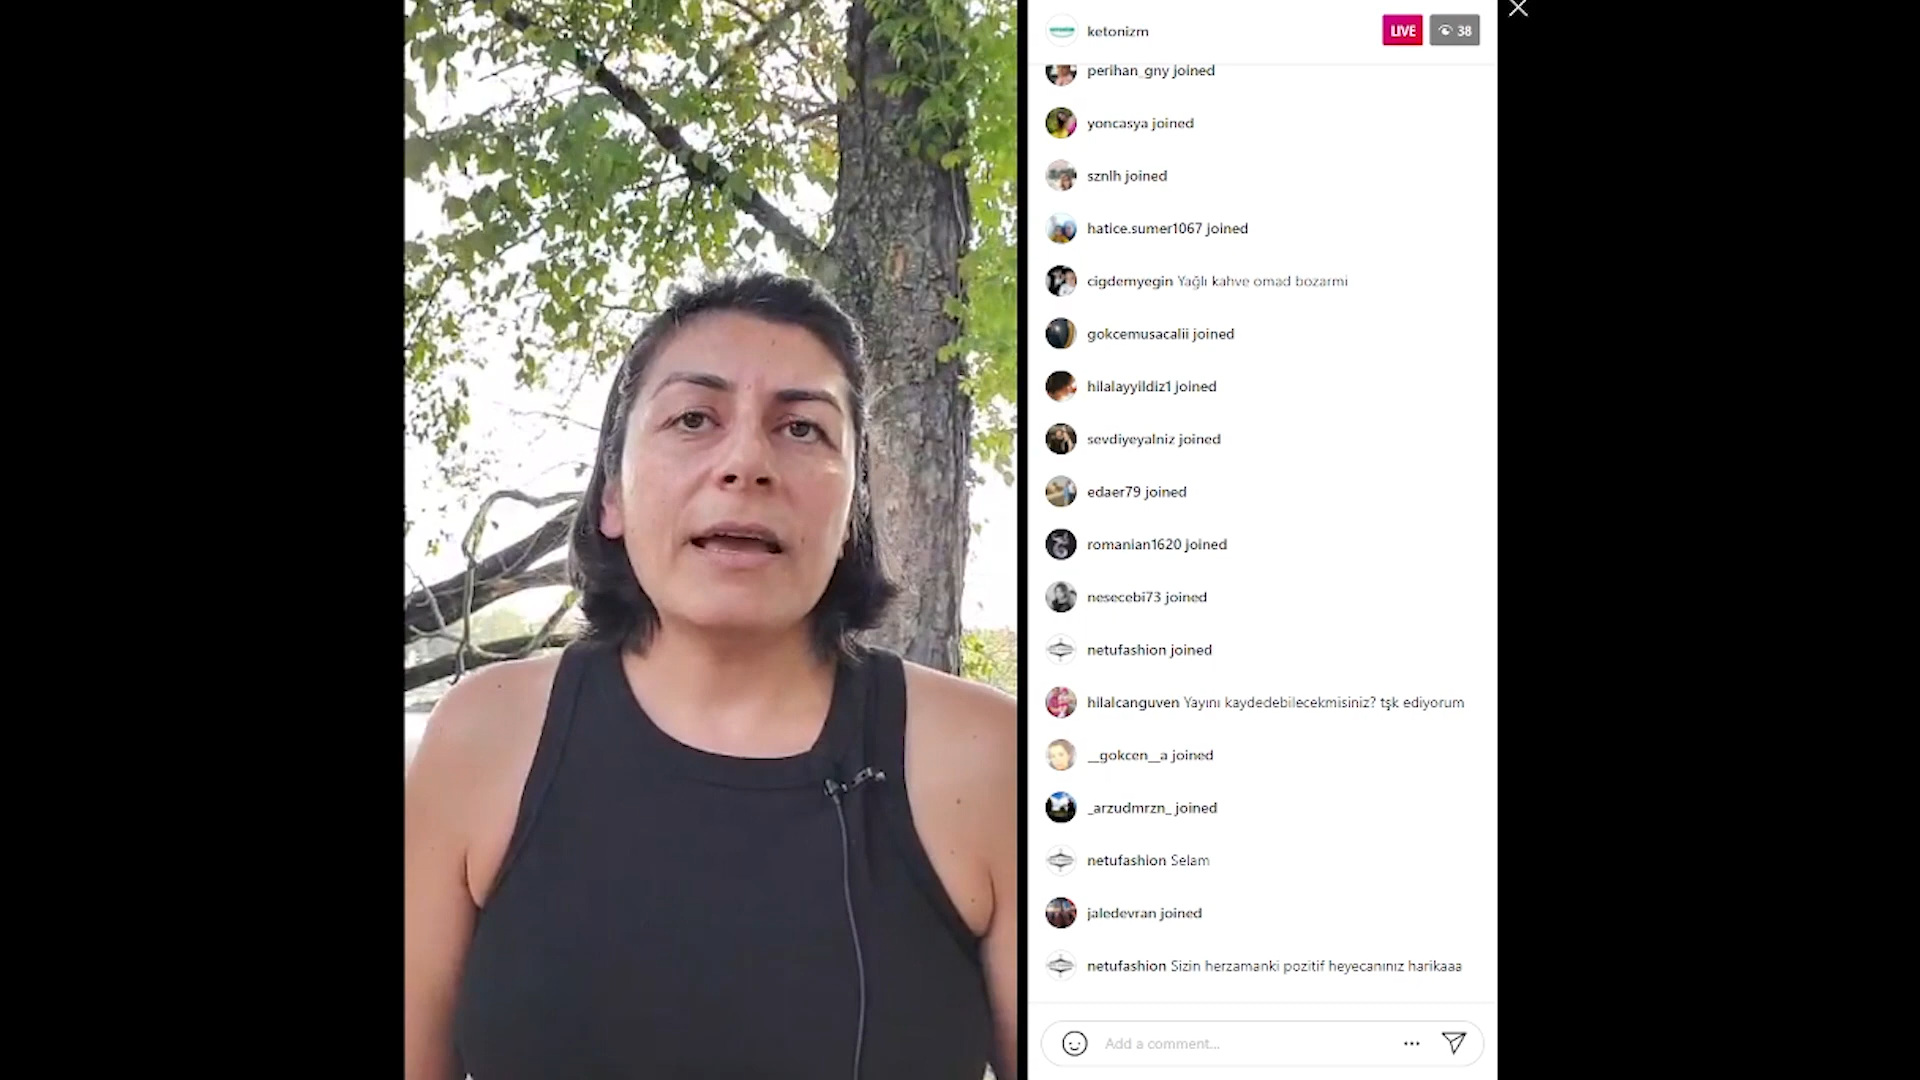 ketonizm
LIVE
38
perihan_gny joined
yoncasya joined
sznlh joined
hatice.sumer1067 joined
cigdemyegin Yağlı kahve omad bozarmi
gokcemusacalii joined
hilalayyildiz1 joined
sevdiyeyalniz joined
edaer79 joined
romanian1620 joined
nesecebi73 joined
netufashion joined
hilalcanguven Yayını kaydedebilecekmisiniz? tşk ediyorum
__gokcen__a joined
_arzudmrzn_ joined
netufashion Selam
jaledevran joined
netufashion Sizin herzamanki pozitif heyecanınız harikaaa
Add a comment...